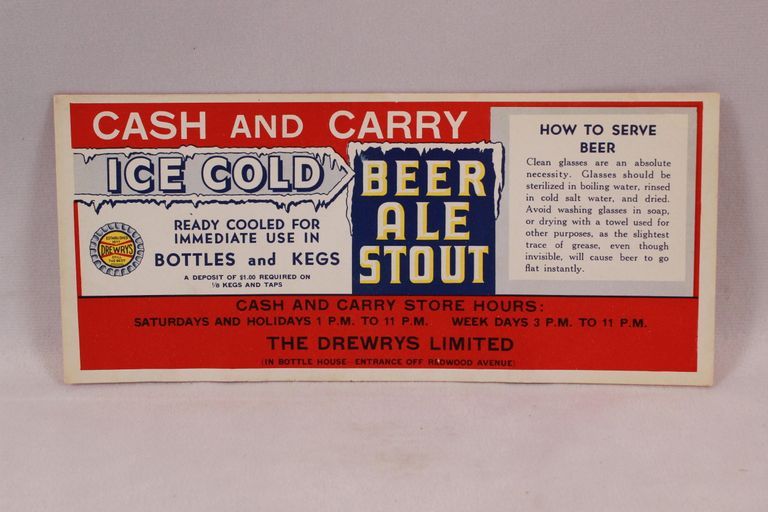 CASH AND CARRY
ICE COLD
BEER
ALE
STOUT
READY COOLED FOR
IMMEDIATE USE IN
BOTTLES and KEGS
A DEPOSIT OF $1.00 REQUIRED ON
⅛ KEGS AND TAPS
ESTABLISHED
1877
DREWRYS
STILL
THE BEST
HOW TO SERVE
BEER
Clean glasses are an absolute
necessity. Glasses should be
sterilized in boiling water, rinsed
in cold salt water, and dried.
Avoid washing glasses in soap,
or drying with a towel used for
other purposes, as the slightest
trace of grease, even though
invisible, will cause beer to go
flat instantly.
CASH AND CARRY STORE HOURS:
SATURDAYS AND HOLIDAYS 1 P.M. TO 11 P.M. WEEK DAYS 3 P.M. TO 11 P.M.
THE DREWRYS LIMITED
(IN BOTTLE HOUSE—ENTRANCE OFF REDWOOD AVENUE)